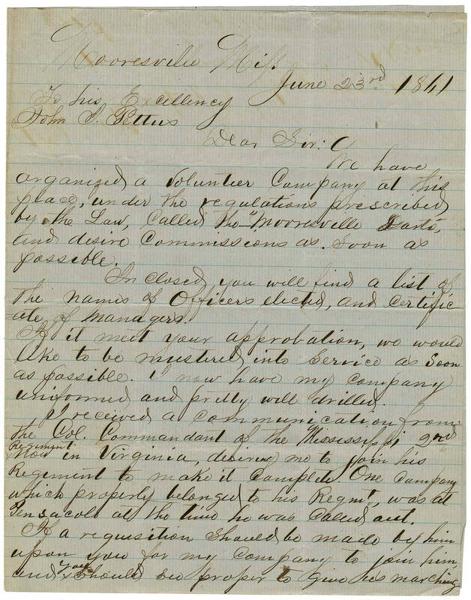 Mooresville Miss
June 23rd 1861
To his Excellency
John J. Pettus
Dear Sir:
We have
organized a Volunteer Company at this
place, under the regulations prescribed
by the Law, Called the "Mooresville Darts,
and desire Commissions as soon as
possible.
In closed you will find a list of
the names of Officers elected, and certific
ate of managers.
If it meet your approbation, we would
like to be mustered into service as soon
as possible. I now have my company
uniformed and pretty well drilled.
I received a communication from
the Col. Commandant of the Mississippi 2nd
Regiment
now in Virginia, desires me to join his
Regiment to make it complete. One Company
which properly belonged to his Regmt, was at
Pensacola at the time he was called out.
If a requisition should be made by him
upon you for my company to join him,
and you should see proper to give us marching